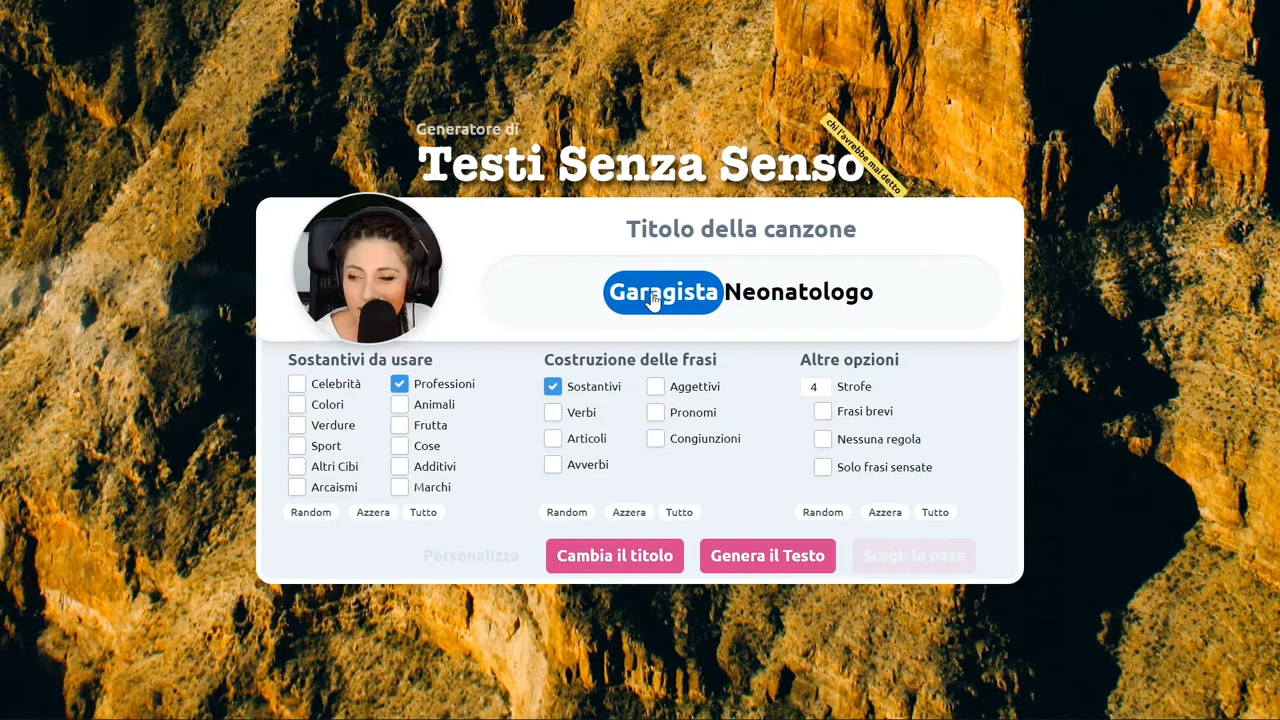 Generatore di
Testi Senza Senso
chi l'avrebbe mai detto
Titolo della canzone
Garagista Neonatologo
Sostantivi da usare
Celebrità Professioni
Colori Animali
Verdure Frutta
Sport Cose
Altri Cibi Additivi
Arcaismi Marchi
Random Azzera Tutto
Costruzione delle frasi
Sostantivi Aggettivi
Verbi Pronomi
Articoli Congiunzioni
Avverbi
Random Azzera Tutto
Altre opzioni
4 Strofe
Frasi brevi
Nessuna regola
Solo frasi sensate
Random Azzera Tutto
Personalizza Cambia il titolo Genera il Testo Scegli la base